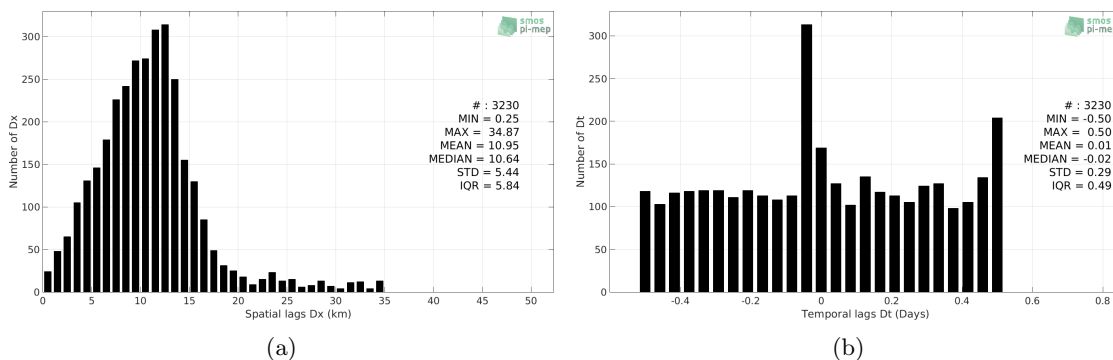 smos
pi-mep
300
250
200
150
100
50
0
Number of Dx
# : 3230
MIN = 0.25
MAX = 34.87
MEAN = 10.95
MEDIAN = 10.64
STD = 5.44
IQR = 5.84
0 5 10 15 20 25 30 35 40 45 50
Spatial lags Dx (km)
(a)
smos
pi-mep
300
250
200
150
100
50
0
Number of Dt
# : 3230
MIN = -0.50
MAX = 0.50
MEAN = 0.01
MEDIAN = -0.02
STD = 0.29
IQR = 0.49
-0.4 -0.2 0 0.2 0.4 0.6 0.8
Temporal lags Dt (Days)
(b)